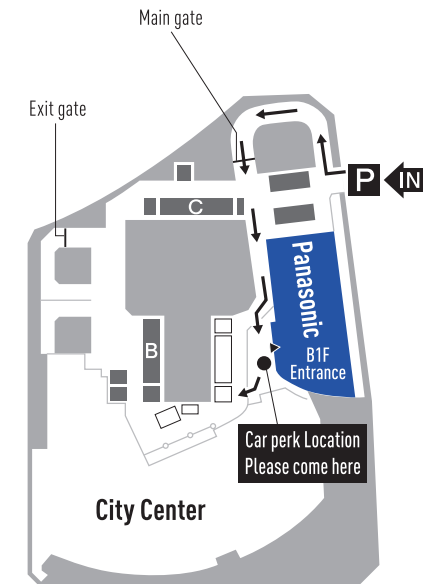 Main gate
Exit gate
P IN
C
Panasonic
B
B1F
Entrance
Car perk Location
Please come here
City Center